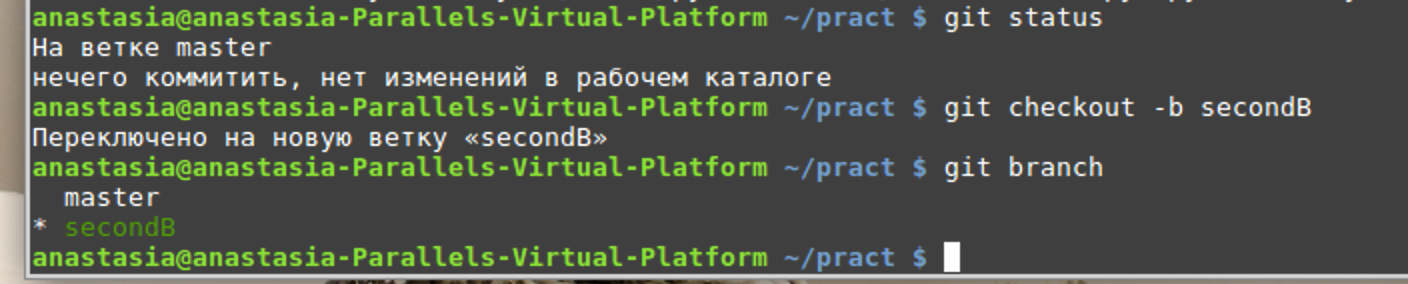 anastasia@anastasia-Parallels-Virtual-Platform ~/pract $ git status
На ветке master
нечего коммитить, нет изменений в рабочем каталоге
anastasia@anastasia-Parallels-Virtual-Platform ~/pract $ git checkout -b secondB
Переключено на новую ветку «secondB»
anastasia@anastasia-Parallels-Virtual-Platform ~/pract $ git branch
  master
* secondB
anastasia@anastasia-Parallels-Virtual-Platform ~/pract $